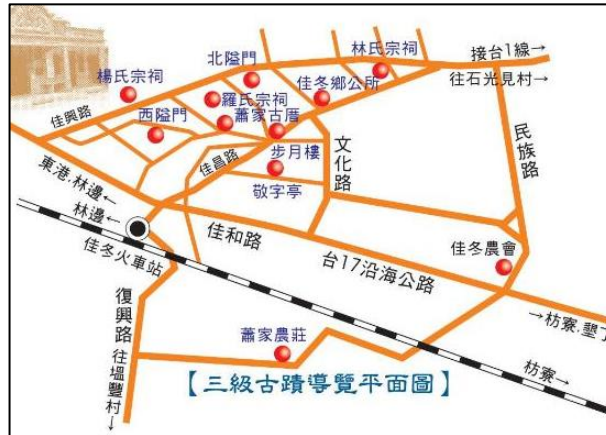 林氏宗祠
接台1線→
北隘門
楊氏宗祠
佳冬鄉公所
往石光見村→
羅氏宗祠
佳興路
西隘門
蕭家古厝
民族路
佳昌路
步月樓
文化路
東港.林邊←
敬字亭
林邊←
佳和路
佳冬火車站
台17沿海公路
佳冬農會
復興路
→枋寮.墾丁
蕭家農莊
往塭豐村↓
枋寮→
【三級古蹟導覽平面圖】